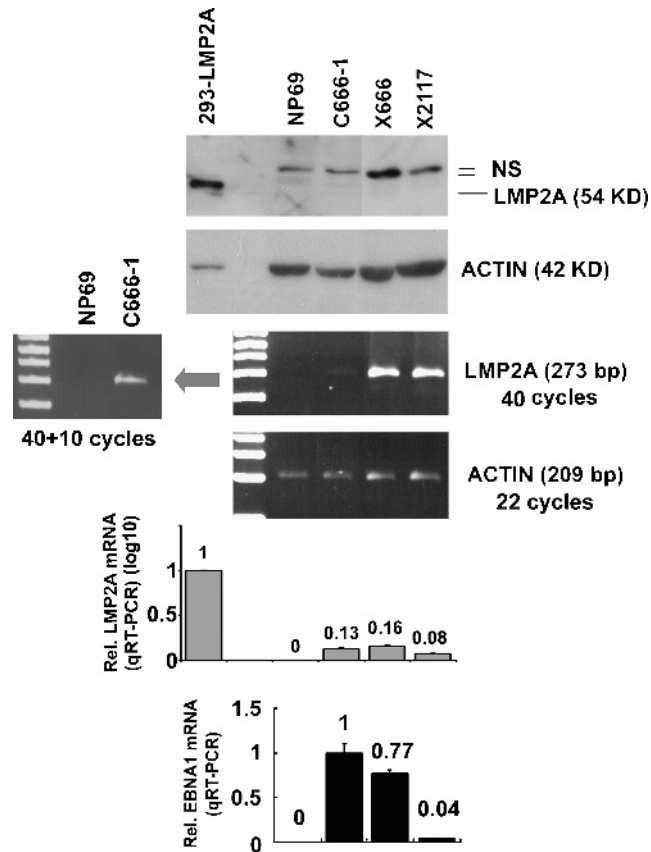 293-LMP2A
NP69
C666-1
X666
X2117
NS
LMP2A (54 KD)
ACTIN (42 KD)
NP69
C666-1
40+10 cycles
LMP2A (273 bp)
40 cycles
ACTIN (209 bp)
22 cycles
Rel. LMP2A mRNA
(qRT-PCR) (log10)
1
0.5
0
1
0
0.13
0.16
0.08
Rel. EBNA1 mRNA
(qRT-PCR)
1.5
1
0.5
0
0
1
0.77
0.04